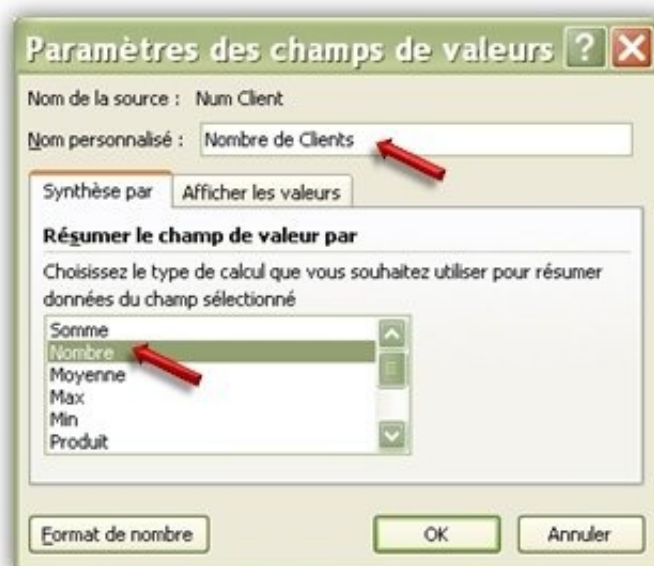 Paramètres des champs de valeurs
Nom de la source : Num Client
Nom personnalisé : Nombre de Clients
Synthèse par Afficher les valeurs
Résumer le champ de valeur par
Choisissez le type de calcul que vous souhaitez utiliser pour résumer
données du champ sélectionné
Somme
Nombre
Moyenne
Max
Min
Produit
Format de nombre OK Annuler